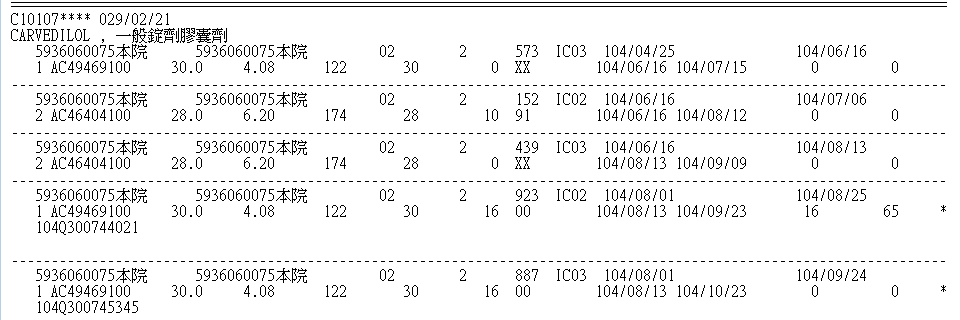 C10107**** 029/02/21
CARVEDILOL , 一般錠劑膠囊劑
5936060075本院 5936060075本院 02 2 573 IC03 104/04/25 104/06/16
1 AC49469100 30.0 4.08 122 30 0 XX 104/06/16 104/07/15 0 0
5936060075本院 5936060075本院 02 2 152 IC02 104/06/16 104/07/06
2 AC46404100 28.0 6.20 174 28 10 91 104/06/16 104/08/12 0 0
5936060075本院 5936060075本院 02 2 439 IC03 104/06/16 104/08/13
2 AC46404100 28.0 6.20 174 28 0 XX 104/08/13 104/09/09 0 0
5936060075本院 5936060075本院 02 2 923 IC02 104/08/01 104/08/25
1 AC49469100 30.0 4.08 122 30 16 00 104/08/13 104/09/23 16 65 *
104Q300744021
5936060075本院 5936060075本院 02 2 887 IC03 104/08/01 104/09/24
1 AC49469100 30.0 4.08 122 30 16 00 104/08/13 104/10/23 0 0 *
104Q300745345